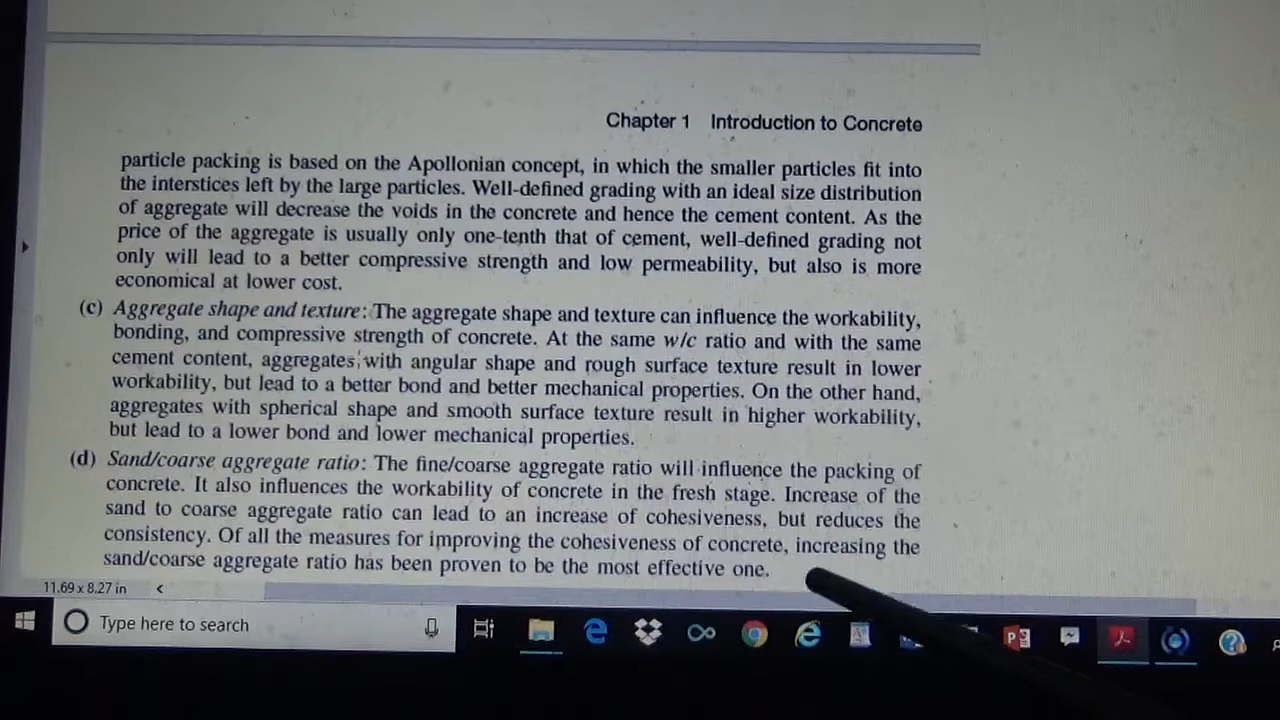 Chapter 1 Introduction to Concrete
particle packing is based on the Apollonian concept, in which the smaller particles fit into
the interstices left by the large particles. Well-defined grading with an ideal size distribution
of aggregate will decrease the voids in the concrete and hence the cement content. As the
price of the aggregate is usually only one-tenth that of cement, well-defined grading not
only will lead to a better compressive strength and low permeability, but also is more
economical at lower cost.
(c) Aggregate shape and texture: The aggregate shape and texture can influence the workability,
bonding, and compressive strength of concrete. At the same w/c ratio and with the same
cement content, aggregates with angular shape and rough surface texture result in lower
workability, but lead to a better bond and better mechanical properties. On the other hand,
aggregates with spherical shape and smooth surface texture result in higher workability,
but lead to a lower bond and lower mechanical properties.
(d) Sand/coarse aggregate ratio: The fine/coarse aggregate ratio will influence the packing of
concrete. It also influences the workability of concrete in the fresh stage. Increase of the
sand to coarse aggregate ratio can lead to an increase of cohesiveness, but reduces the
consistency. Of all the measures for improving the cohesiveness of concrete, increasing the
sand/coarse aggregate ratio has been proven to be the most effective one.
11.69 x 8.27 in
Type here to search